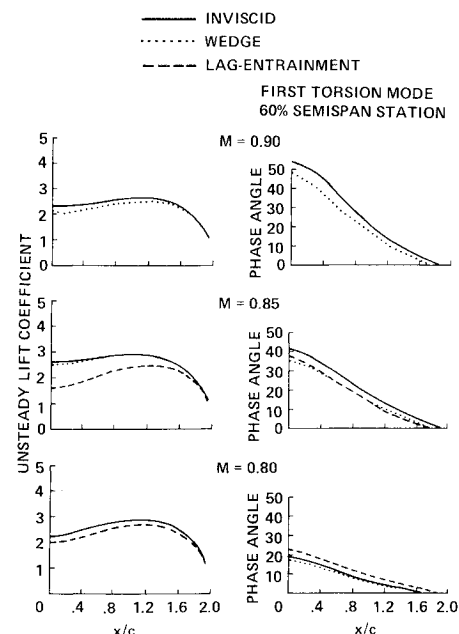 INVISCID
WEDGE
LAG-ENTRAINMENT
FIRST TORSION MODE
60% SEMISPAN STATION
M = 0.90
UNSTEADY LIFT COEFFICIENT
5
4
3
2
1
0
PHASE ANGLE
50
40
30
20
10
0
M = 0.85
5
4
3
2
1
0
PHASE ANGLE
50
40
30
20
10
0
M = 0.80
5
4
3
2
1
0 .4 .8 1.2 1.6 2.0
x/c
PHASE ANGLE
50
40
30
20
10
0 .4 .8 1.2 1.6 2.0
x/c